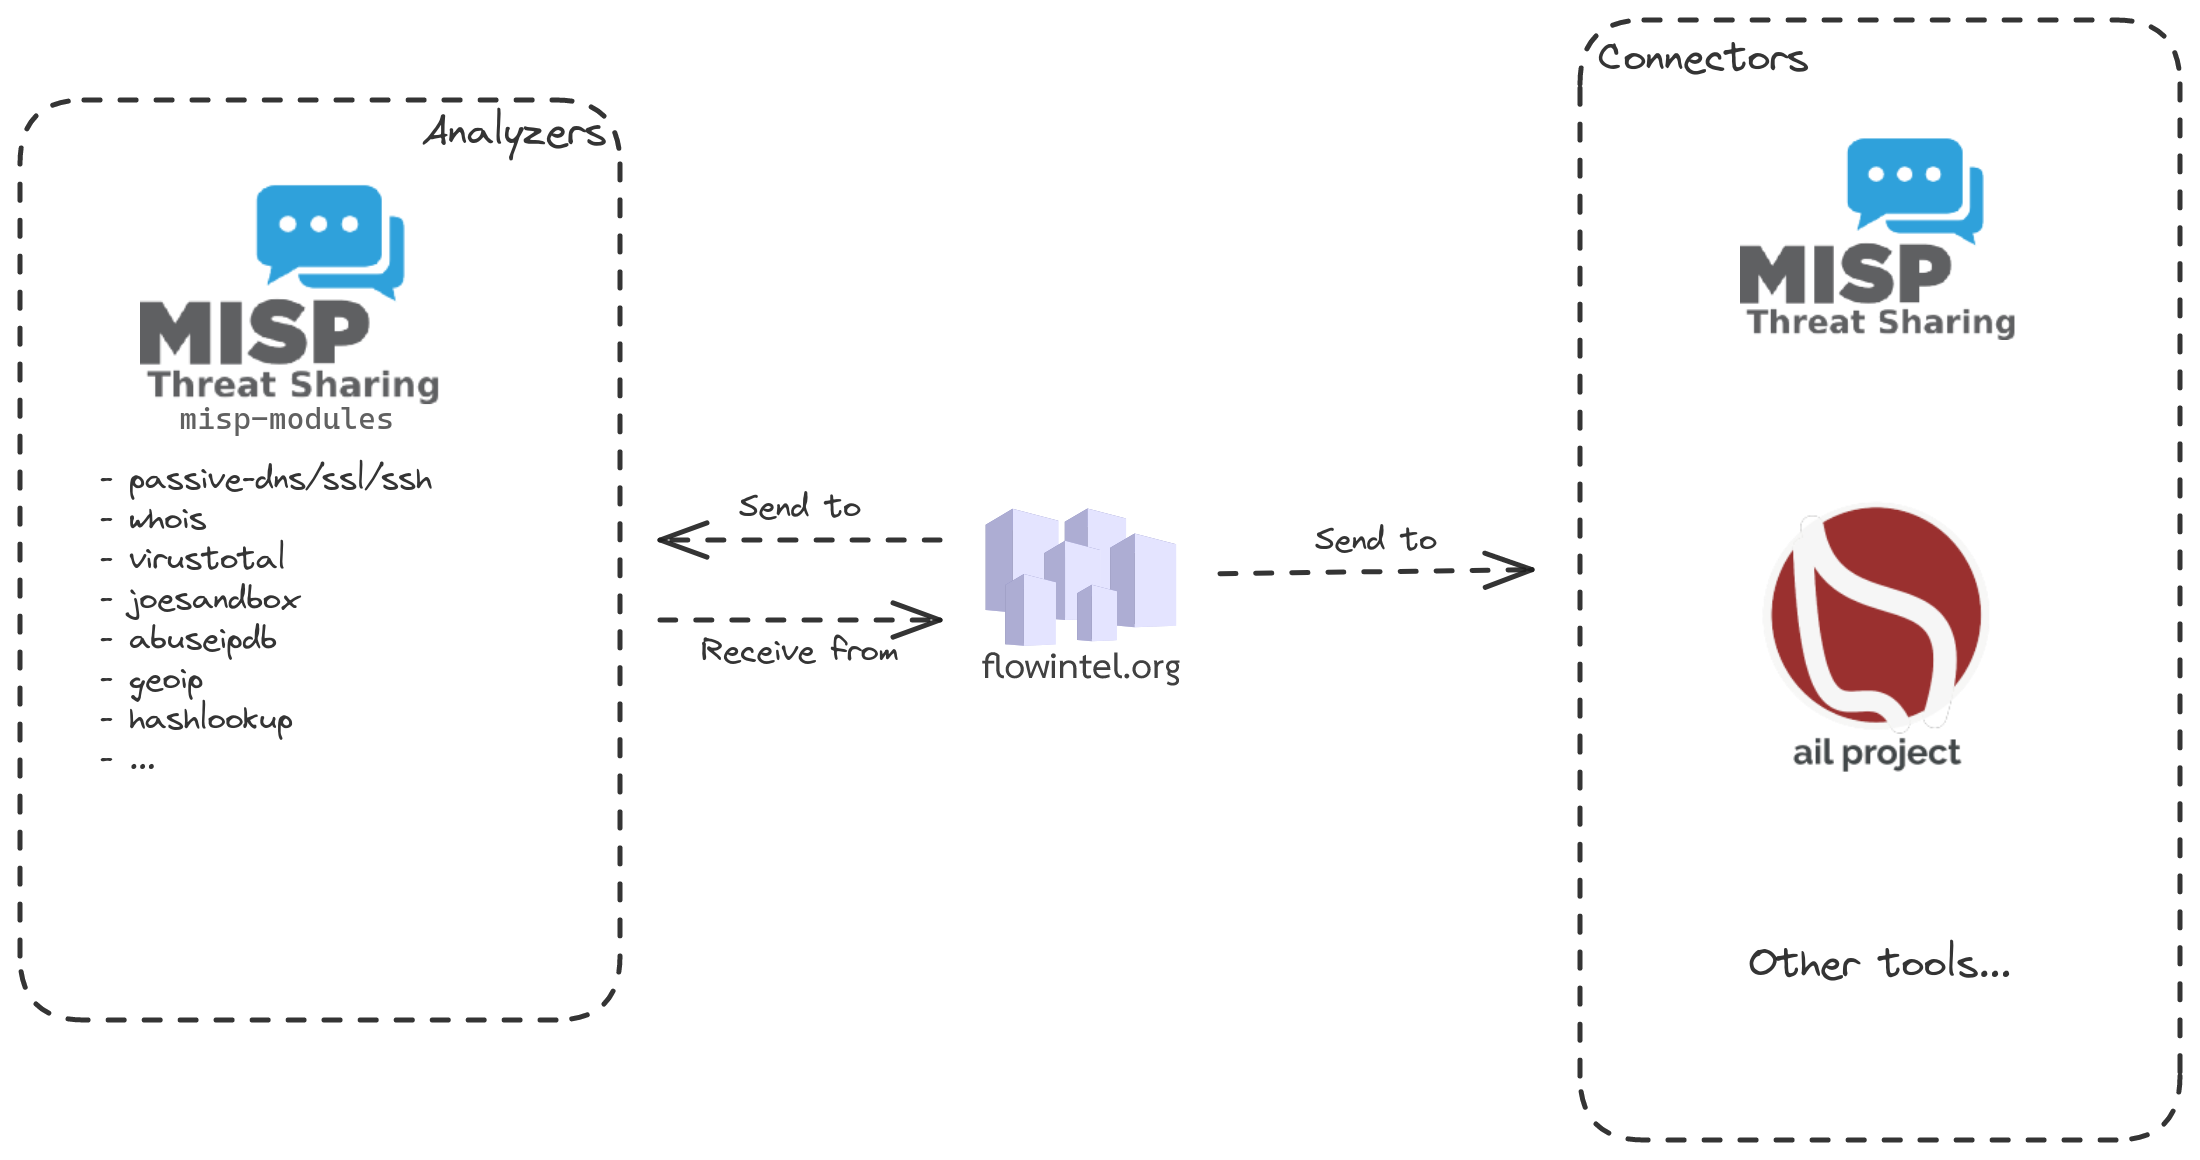 Analyzers
MISP
Threat Sharing
misp-modules
- passive-dns/ssl/ssh
- whois
- virustotal
- joesandbox
- abuseipdb
- geoip
- hashlookup
- ...
Send to
Receive from
flowintel.org
Send to
Connectors
MISP
Threat Sharing
ail project
Other tools...